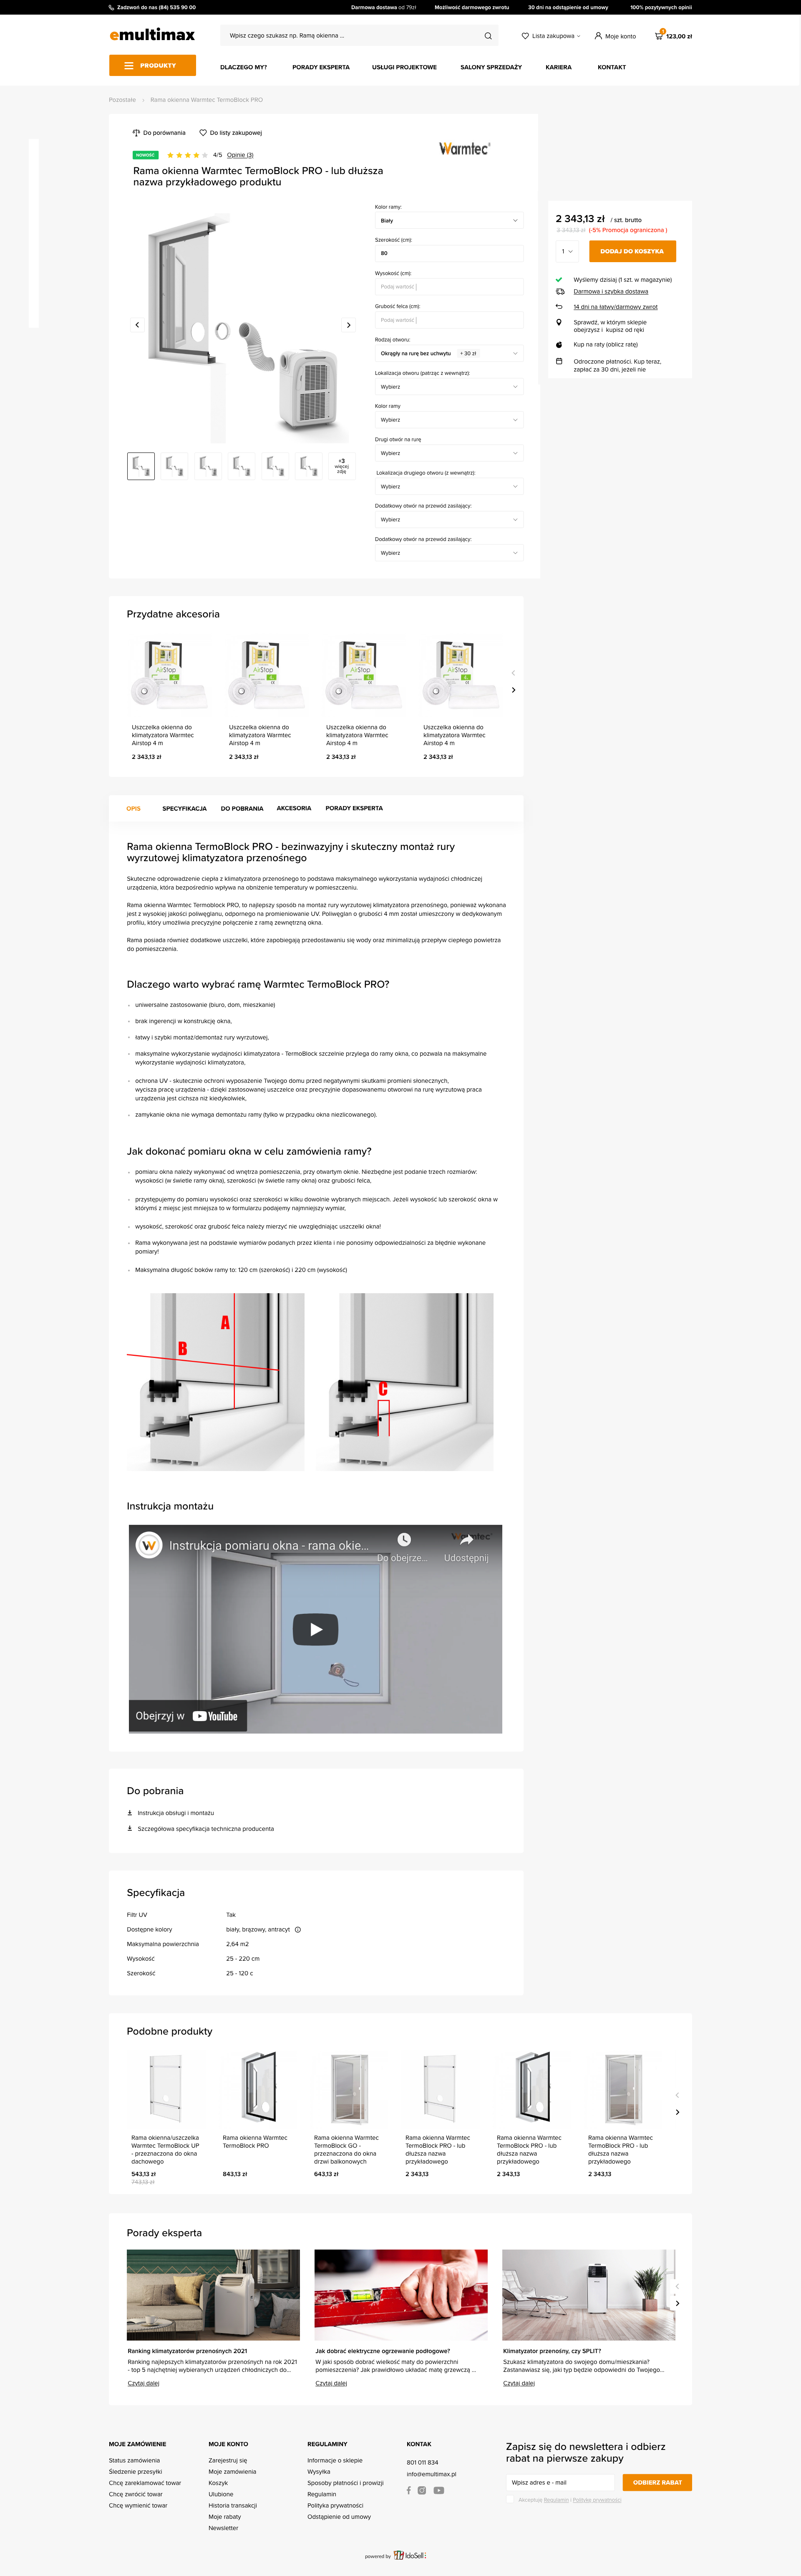 Zadzwoń do nas (84) 535 90 00
Darmowa dostawa od 79zł
Możliwość darmowego zwrotu
30 dni na odstąpienie od umowy
100% pozytywnych opinii
emultimax
Wpisz czego szukasz np. Ramą okienna ...
Lista zakupowa
Moje konto
1
123,00 zł
PRODUKTY
DLACZEGO MY?
PORADY EKSPERTA
USŁUGI PROJEKTOWE
SALONY SPRZEDAŻY
KARIERA
KONTAKT
Pozostałe › Rama okienna Warmtec TermoBlock PRO
Do porównania
Do listy zakupowej
NOWOŚĆ
4/5 Opinie (3)
Warmtec
Rama okienna Warmtec TermoBlock PRO - lub dłuższa
nazwa przykładowego produktu
Kolor ramy:
Biały
Szerokość (cm):
80
Wysokość (cm):
Podaj wartość
Grubość felca (cm):
Podaj wartość
Rodzaj otworu:
Okrągły na rurę bez uchwytu + 30 zł
Lokalizacja otworu (patrząc z wewnątrz):
Wybierz
Kolor ramy
Wybierz
Drugi otwór na rurę
Wybierz
Lokalizacja drugiego otworu (z wewnątrz):
Wybierz
Dodatkowy otwór na przewód zasilający:
Wybierz
Dodatkowy otwór na przewód zasilający:
Wybierz
+3
więcej
zdję
2 343,13 zł / szt. brutto
3 343,12 zł (-5% Promocja ograniczona )
1
DODAJ DO KOSZYKA
Wyślemy dzisiaj (1 szt. w magazynie)
Darmowa i szybka dostawa
14 dni na łatwy/darmowy zwrot
Sprawdź, w którym sklepie
obejrzysz i kupisz od ręki
Kup na raty (oblicz ratę)
Odroczone płatności. Kup teraz,
zapłać za 30 dni, jeżeli nie
Przydatne akcesoria
Uszczelka okienna do
klimatyzatora Warmtec
Airstop 4 m
2 343,13 zł
Uszczelka okienna do
klimatyzatora Warmtec
Airstop 4 m
2 343,13 zł
Uszczelka okienna do
klimatyzatora Warmtec
Airstop 4 m
2 343,13 zł
Uszczelka okienna do
klimatyzatora Warmtec
Airstop 4 m
2 343,13 zł
OPIS
SPECYFIKACJA
DO POBRANIA
AKCESORIA
PORADY EKSPERTA
Rama okienna TermoBlock PRO - bezinwazyjny i skuteczny montaż rury
wyrzutowej klimatyzatora przenośnego
Skuteczne odprowadzenie ciepła z klimatyzatora przenośnego to podstawa maksymalnego wykorzystania wydajności chłodniczej
urządzenia, która bezpośrednio wpływa na obniżenie temperatury w pomieszczeniu.
Rama okienna Warmtec Termoblock PRO, to najlepszy sposób na montaż rury wyrzutowej klimatyzatora przenośnego, ponieważ wykonana
jest z wysokiej jakości poliwęglanu, odpornego na promieniowanie UV. Poliwęglan o grubości 4 mm został umieszczony w dedykowanym
profilu, który umożliwia precyzyjne połączenie z ramą zewnętrzną okna.
Rama posiada również dodatkowe uszczelki, które zapobiegają przedostawaniu się wody oraz minimalizują przepływ ciepłego powietrza
do pomieszczenia.
Dlaczego warto wybrać ramę Warmtec TermoBlock PRO?
uniwersalne zastosowanie (biuro, dom, mieszkanie)
brak ingerencji w konstrukcję okna,
łatwy i szybki montaż/demontaż rury wyrzutowej,
maksymalne wykorzystanie wydajności klimatyzatora - TermoBlock szczelnie przylega do ramy okna, co pozwala na maksymalne
wykorzystanie wydajności klimatyzatora,
ochrona UV - skutecznie ochroni wyposażenie Twojego domu przed negatywnymi skutkami promieni słonecznych,
wycisza pracę urządzenia - dzięki zastosowanej uszczelce oraz precyzyjnie dopasowanemu otworowi na rurę wyrzutową praca
urządzenia jest cichsza niż kiedykolwiek,
zamykanie okna nie wymaga demontażu ramy (tylko w przypadku okna nielicowanego).
Jak dokonać pomiaru okna w celu zamówienia ramy?
pomiaru okna należy wykonywać od wnętrza pomieszczenia, przy otwartym oknie. Niezbędne jest podanie trzech rozmiarów:
wysokości (w świetle ramy okna), szerokości (w świetle ramy okna) oraz grubości felca,
przystępujemy do pomiaru wysokości oraz szerokości w kilku dowolnie wybranych miejscach. Jeżeli wysokość lub szerokość okna w
którymś z miejsc jest mniejsza to w formularzu podajemy najmniejszy wymiar,
wysokość, szerokość oraz grubość felca należy mierzyć nie uwzględniając uszczelki okna!
Rama wykonywana jest na podstawie wymiarów podanych przez klienta i nie ponosimy odpowiedzialności za błędnie wykonane
pomiary!
Maksymalna długość boków ramy to: 120 cm (szerokość) i 220 cm (wysokość)
A
B
C
Instrukcja montażu
Instrukcja pomiaru okna - rama okie...
Do obejrze...
Udostępnij
Warmtec
Obejrzyj w YouTube
Do pobrania
Instrukcja obsługi i montażu
Szczegółowa specyfikacja techniczna producenta
Specyfikacja
Filtr UV Tak
Dostępne kolory biały, brązowy, antracyt
Maksymalna powierzchnia 2,64 m2
Wysokość 25 - 220 cm
Szerokość 25 - 120 c
Podobne produkty
Rama okienna/uszczelka
Warmtec TermoBlock UP
- przeznaczona do okna
dachowego
543,13 zł
743,13 zł
Rama okienna Warmtec
TermoBlock PRO
843,13 zł
Rama okienna Warmtec
TermoBlock GO -
przeznaczona do okna
drzwi balkonowych
643,13 zł
Rama okienna Warmtec
TermoBlock PRO - lub
dłuższa nazwa
przykładowego
2 343,13
Rama okienna Warmtec
TermoBlock PRO - lub
dłuższa nazwa
przykładowego
2 343,13
Rama okienna Warmtec
TermoBlock PRO - lub
dłuższa nazwa
przykładowego
2 343,13
Porady eksperta
Ranking klimatyzatorów przenośnych 2021
Ranking najlepszych klimatyzatorów przenośnych na rok 2021
- top 5 najchętniej wybieranych urządzeń chłodniczych do...
Czytaj dalej
Jak dobrać elektryczne ogrzewanie podłogowe?
W jaki sposób dobrać wielkość maty do powierzchni
pomieszczenia? Jak prawidłowo układać matę grzewczą ...
Czytaj dalej
Klimatyzator przenośny, czy SPLIT?
Szukasz klimatyzatora do swojego domu/mieszkania?
Zastanawiasz się, jaki typ będzie odpowiedni do Twojego...
Czytaj dalej
MOJE ZAMÓWIENIE
Status zamówienia
Śledzenie przesyłki
Chcę zareklamować towar
Chcę zwrócić towar
Chcę wymienić towar
MOJE KONTO
Zarejestruj się
Moje zamówienia
Koszyk
Ulubione
Historia transakcji
Moje rabaty
Newsletter
REGULAMINY
Informacje o sklepie
Wysyłka
Sposoby płatności i prowizji
Regulamin
Polityka prywatności
Odstąpienie od umowy
KONTAK
801 011 834
info@emultimax.pl
Zapisz się do newslettera i odbierz
rabat na pierwsze zakupy
Wpisz adres e - mail
ODBIERZ RABAT
Akceptuję Regulamin i Politykę prywatności
powered by IdoSell